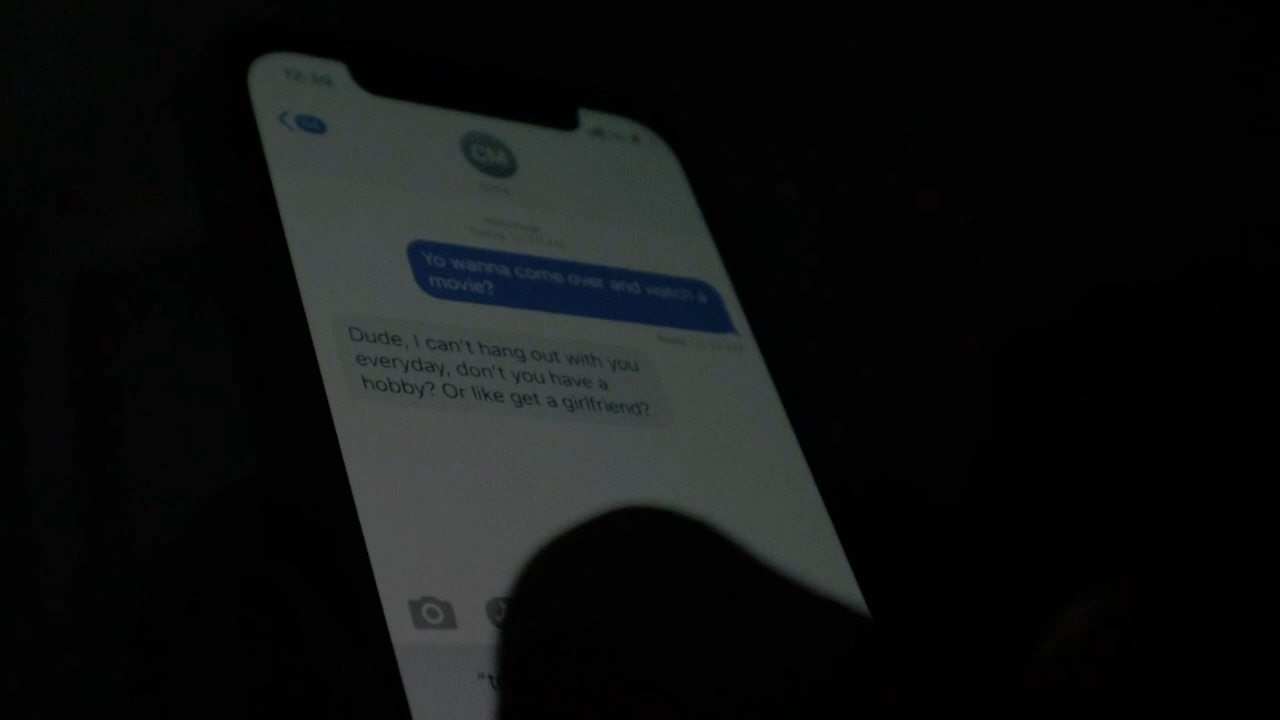 CM
Yo wanna come over and watch a
movie?
Dude, I can't hang out with you
everyday, don't you have a
hobby? Or like get a girlfriend?